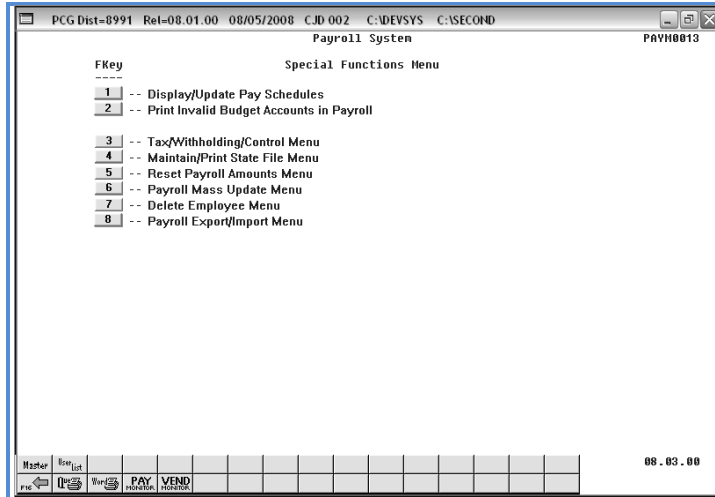 PCG Dist=8991 Rel=08.01.00 08/05/2008 CJD 002 C:\DEVSYS C:\SECOND
Payroll System PAYM0013
FKey Special Functions Menu
----
1 -- Display/Update Pay Schedules
2 -- Print Invalid Budget Accounts in Payroll
3 -- Tax/Withholding/Control Menu
4 -- Maintain/Print State File Menu
5 -- Reset Payroll Amounts Menu
6 -- Payroll Mass Update Menu
7 -- Delete Employee Menu
8 -- Payroll Export/Import Menu
Master User List 08.03.00
F16 Que Word PAY MONITOR VEND MONITOR